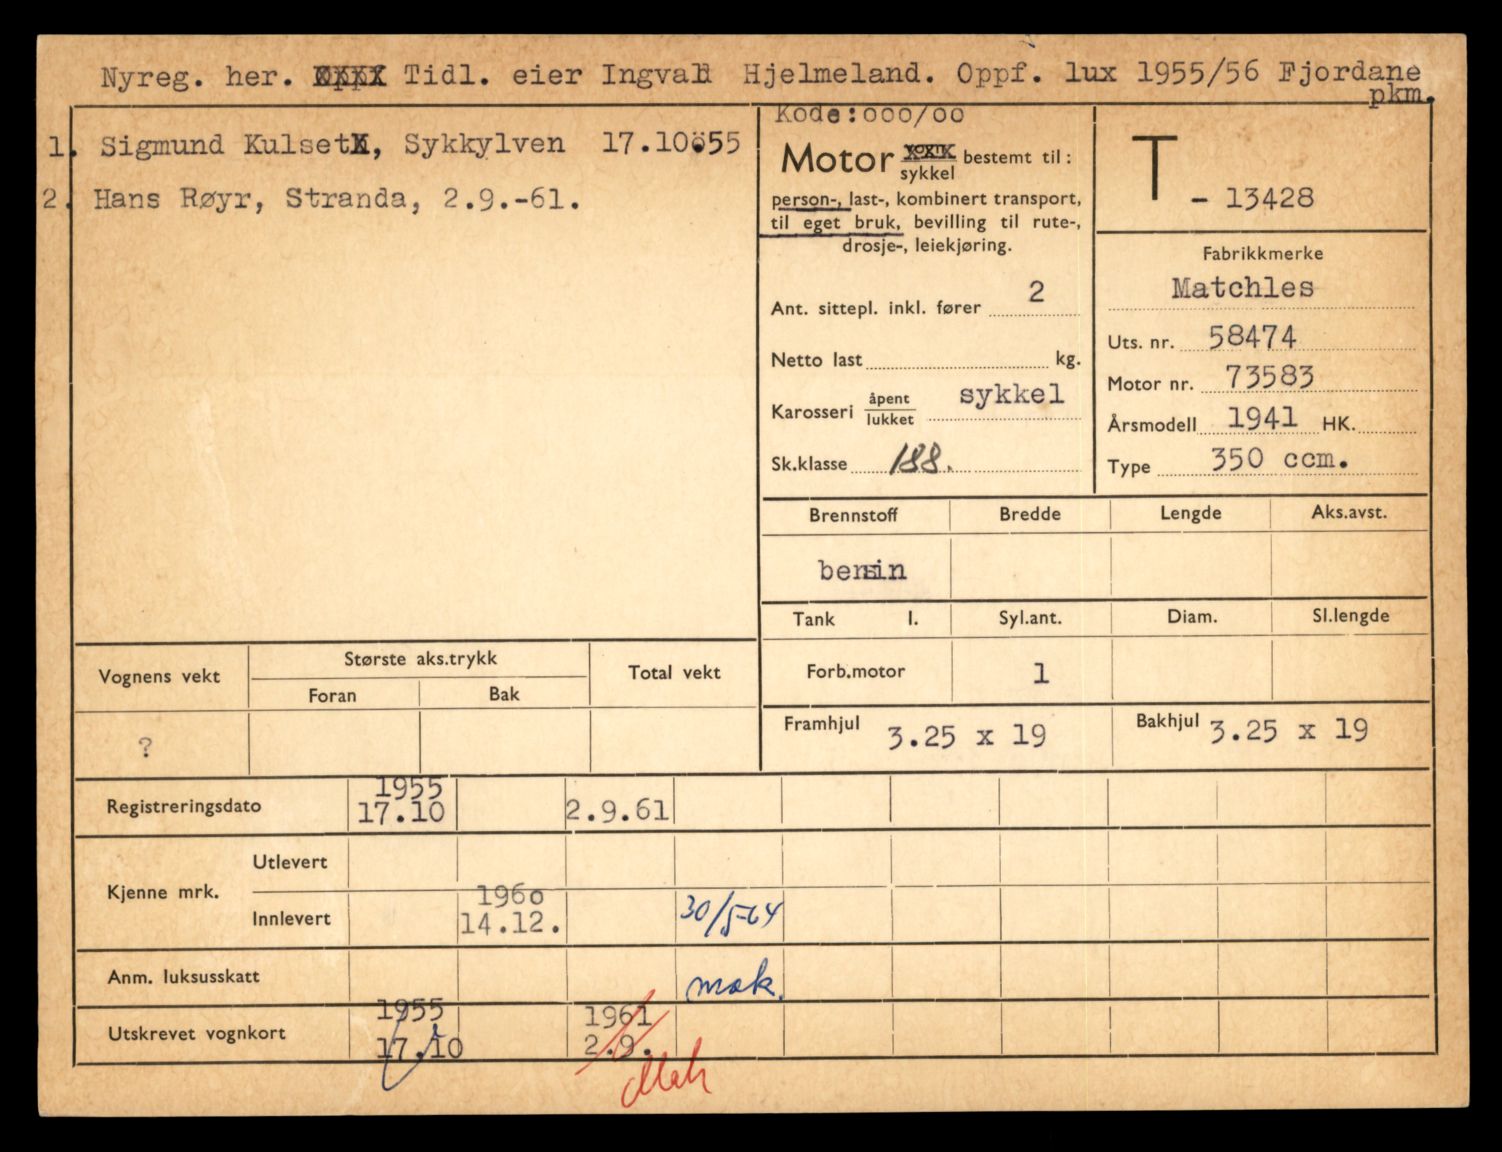 Nyreg. her. Tidl. eier Ingvald Hjelmeland. Oppf. lux 1955/56 Fjordane
pkm.
1. Sigmund Kulseth, Sykkylven 17.10.55
2. Hans Røyr, Stranda, 2.9.-61.
Kode:000/00
Motor bestemt til:
sykkel
person-, last-, kombinert transport,
til eget bruk, bevilling til rute-,
drosje-, leiekjøring.
Ant. sittepl. inkl. fører 2
Netto last kg.
Karosseri åpent
lukket sykkel
Sk.klasse 188.
T - 13428
Fabrikkmerke
Matchles
Uts. nr. 58474
Motor nr. 73583
Årsmodell 1941 HK.
Type 350 ccm.
Brennstoff Bredde Lengde Aks.avst.
bensin
Tank l. Syl.ant. Diam. Sl.lengde
Forb.motor 1
Framhjul 3.25 x 19 Bakhjul 3.25 x 19
Vognens vekt Største aks.trykk Total vekt
Foran Bak
?
Registreringsdato 1955
17.10 2.9.61
Kjenne mrk. Utlevert
Innlevert 1960
14.12. 30/5-64
Anm. luksusskatt mak.
Utskrevet vognkort 1955
17.10 1961
2.9.
Mak